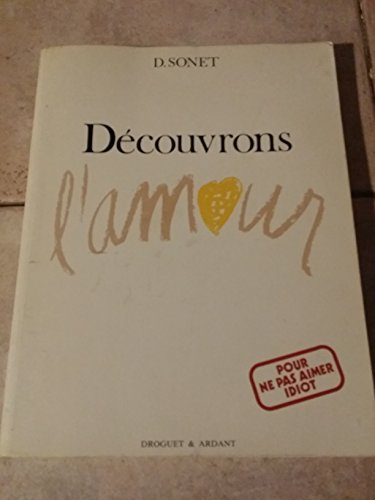 D. SONET
Découvrons
l'amour
POUR
NE PAS AIMER
IDIOT
DROGUET & ARDANT